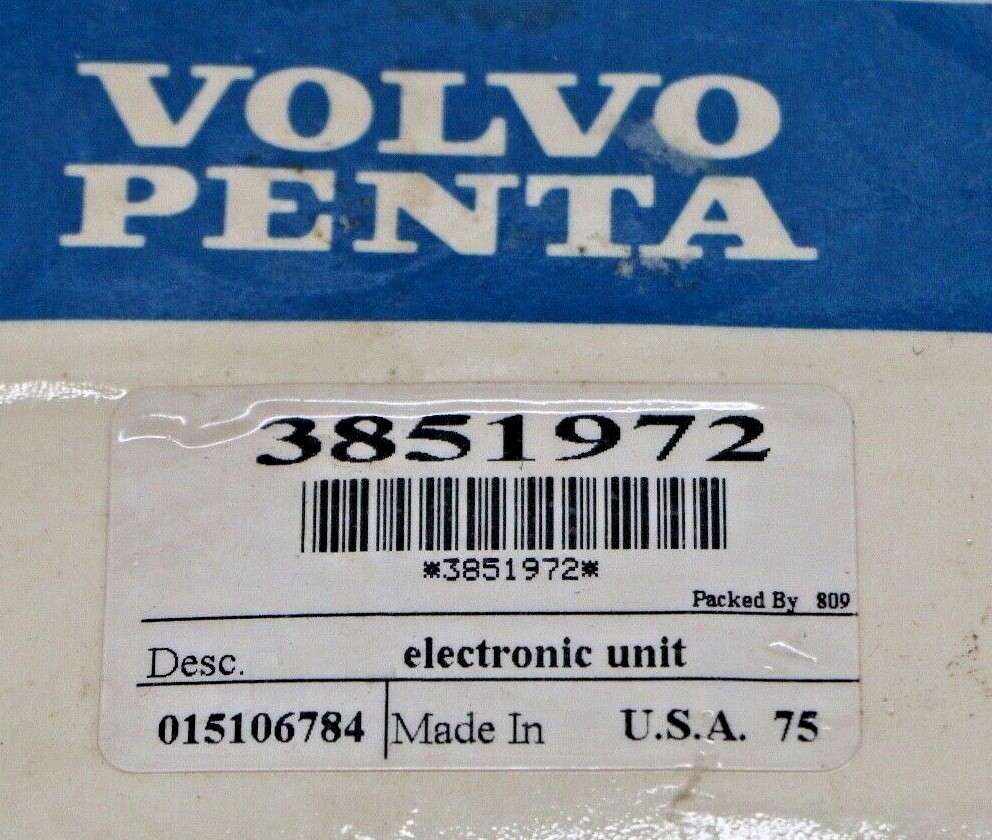 VOLVO
PENTA
3851972
*3851972*
Packed By 809
Desc. electronic unit
015106784 Made In U.S.A. 75